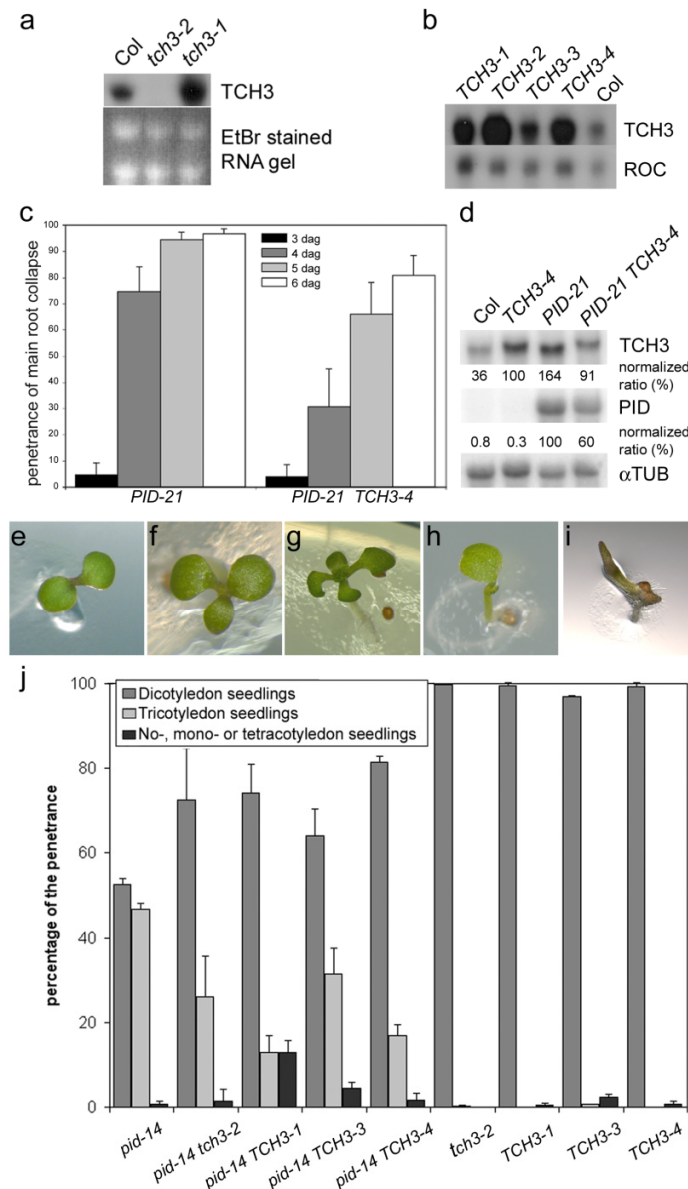 a
Col tch3-2 tch3-1
TCH3
EtBr stained
RNA gel
b
TCH3-1 TCH3-2 TCH3-3 TCH3-4 Col
TCH3
ROC
c
penetrance of main root collapse
100
90
80
70
60
50
40
30
20
10
0
3 dag
4 dag
5 dag
6 dag
PID-21
PID-21 TCH3-4
d
Col TCH3-4 PID-21 PID-21 TCH3-4
TCH3
36 100 164 91 normalized
ratio (%)
PID
0.8 0.3 100 60 normalized
ratio (%)
αTUB
e f g h i
j
percentage of the penetrance
100
80
60
40
20
0
Dicotyledon seedlings
Tricotyledon seedlings
No-, mono- or tetracotyledon seedlings
pid-14
pid-14 tch3-2
pid-14 TCH3-1
pid-14 TCH3-3
pid-14 TCH3-4
tch3-2
TCH3-1
TCH3-3
TCH3-4